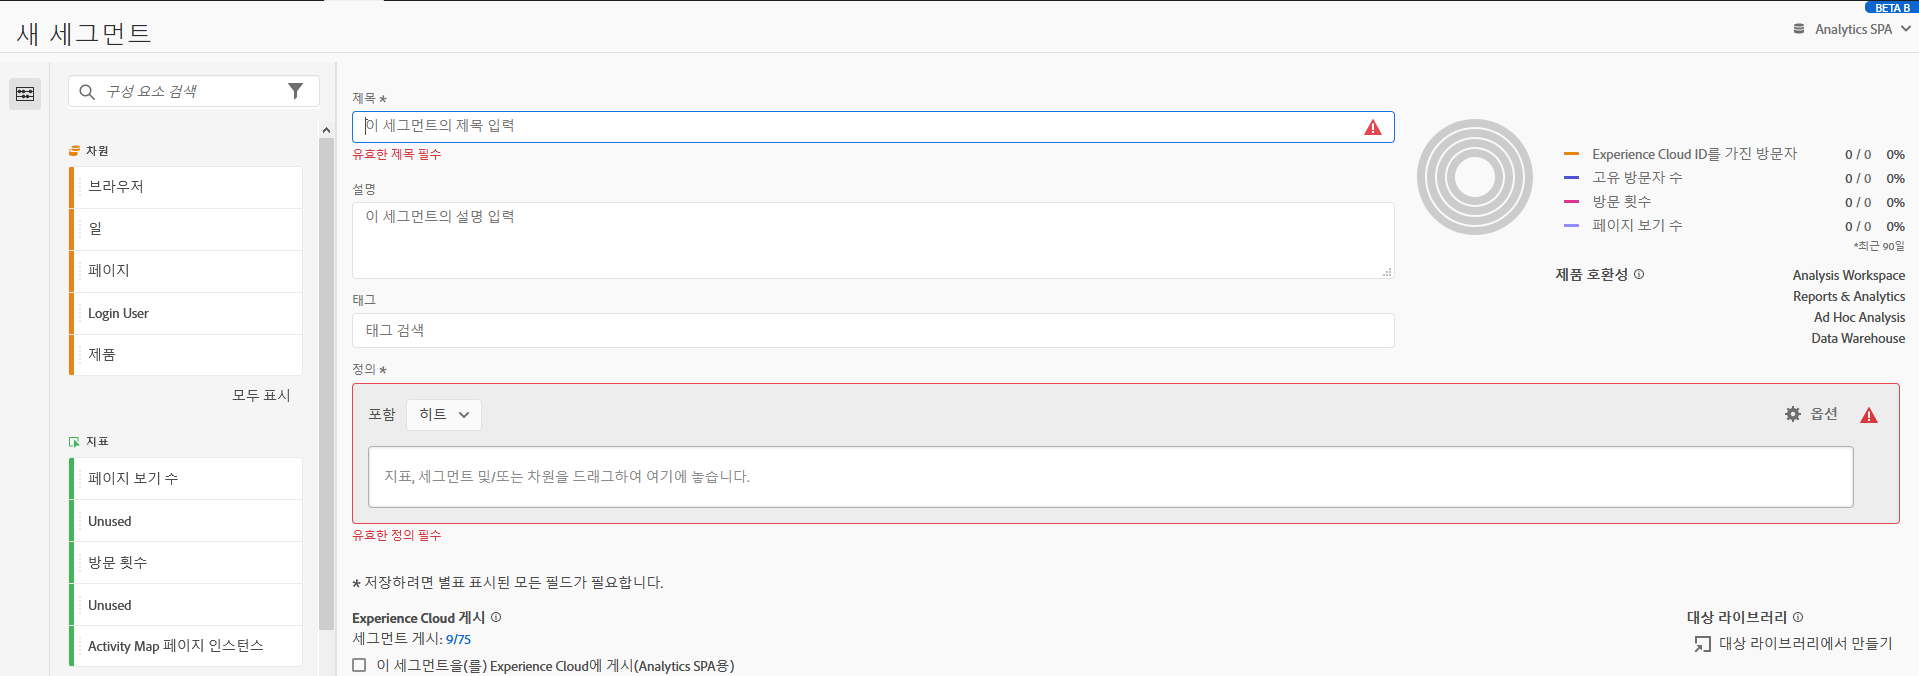 BETA B
새 세그먼트
Analytics SPA
구성 요소 검색
차원
브라우저
일
페이지
Login User
제품
모두 표시
지표
페이지 보기 수
Unused
방문 횟수
Unused
Activity Map 페이지 인스턴스
제목 *
이 세그먼트의 제목 입력
유효한 제목 필수
설명
이 세그먼트의 설명 입력
태그
태그 검색
정의 *
포함 히트 옵션
지표, 세그먼트 및/또는 차원을 드래그하여 여기에 놓습니다.
유효한 정의 필수
* 저장하려면 별표 표시된 모든 필드가 필요합니다.
Experience Cloud 게시
세그먼트 게시: 9/75
이 세그먼트을(를) Experience Cloud에 게시(Analytics SPA용)
Experience Cloud ID를 가진 방문자 0 / 0 0%
고유 방문자 수 0 / 0 0%
방문 횟수 0 / 0 0%
페이지 보기 수 0 / 0 0%
*최근 90일
제품 호환성 Analysis Workspace
Reports & Analytics
Ad Hoc Analysis
Data Warehouse
대상 라이브러리
대상 라이브러리에서 만들기